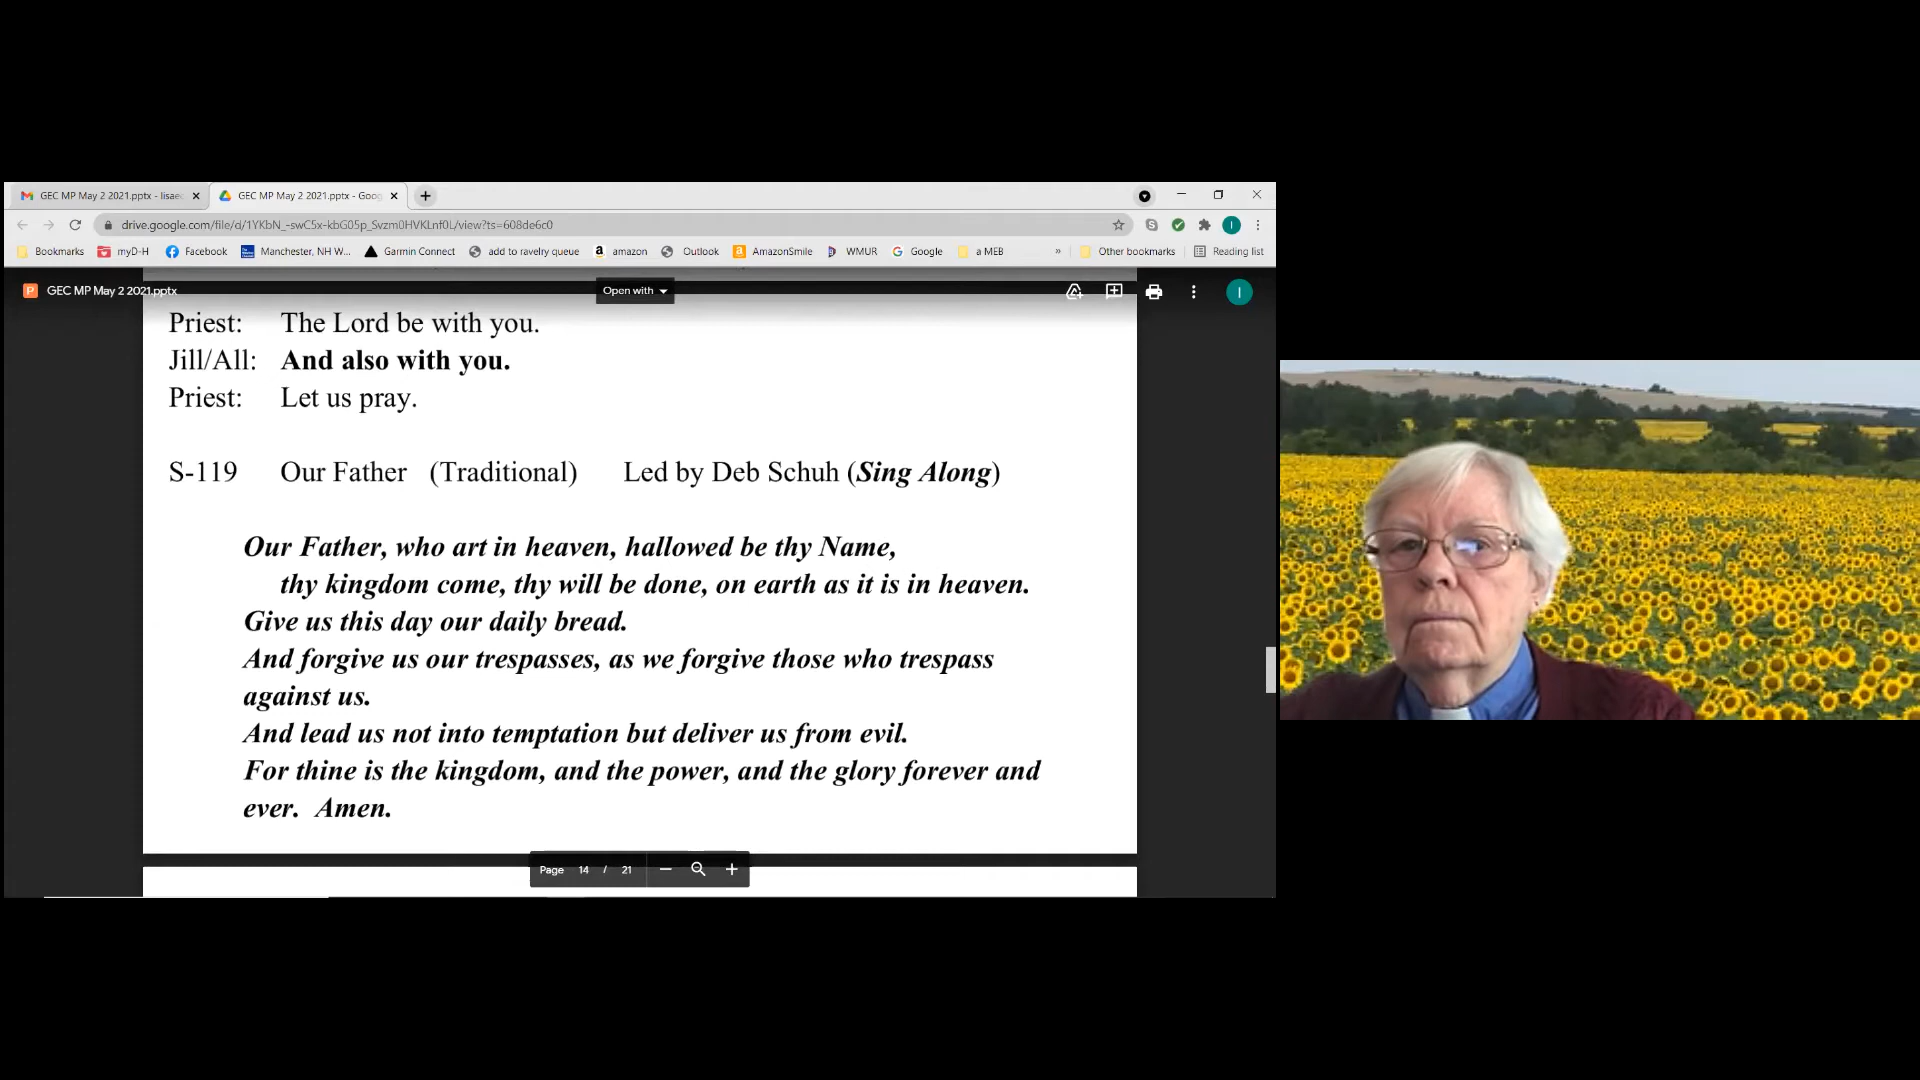 GEC MP May 2 2021.pptx - lisae
GEC MP May 2 2021.pptx - Goog
drive.google.com/file/d/1YKbN_-swC5x-kbG05p_Svzm0HVKLnf0L/view?ts=608de6c0
Bookmarks myD-H Facebook Manchester, NH W... Garmin Connect add to ravelry queue amazon Outlook AmazonSmile WMUR Google a MEB » Other bookmarks Reading list
GEC MP May 2 2021.pptx Open with
Priest: The Lord be with you.
Jill/All: And also with you.
Priest: Let us pray.
S-119 Our Father (Traditional) Led by Deb Schuh (Sing Along)
Our Father, who art in heaven, hallowed be thy Name,
thy kingdom come, thy will be done, on earth as it is in heaven.
Give us this day our daily bread.
And forgive us our trespasses, as we forgive those who trespass
against us.
And lead us not into temptation but deliver us from evil.
For thine is the kingdom, and the power, and the glory forever and
ever. Amen.
Page 14 / 21